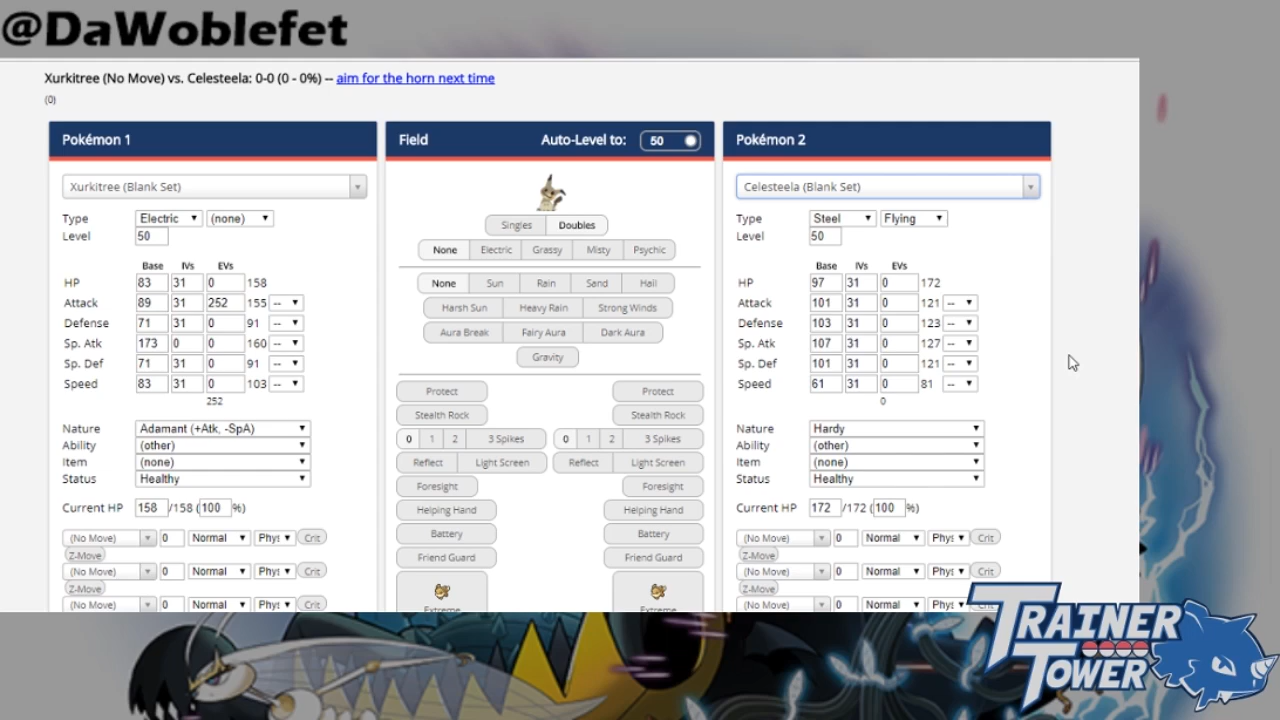 @DaWoblefet
Xurkitree (No Move) vs. Celesteela: 0-0 (0 - 0%) -- aim for the horn next time
(0)
Pokémon 1
Xurkitree (Blank Set)
Type Electric (none)
Level 50
Base IVs EVs
HP 83 31 0 158
Attack 89 31 252 155 --
Defense 71 31 0 91 --
Sp. Atk 173 0 0 160 --
Sp. Def 71 31 0 91 --
Speed 83 31 0 103 --
252
Nature Adamant (+Atk, -SpA)
Ability (other)
Item (none)
Status Healthy
Current HP 158 /158 (100 %)
(No Move) 0 Normal Phys Crit
Z-Move
(No Move) 0 Normal Phys Crit
Z-Move
(No Move) 0 Normal Phys Crit
Field Auto-Level to: 50
Singles Doubles
None Electric Grassy Misty Psychic
None Sun Rain Sand Hail
Harsh Sun Heavy Rain Strong Winds
Aura Break Fairy Aura Dark Aura
Gravity
Protect Protect
Stealth Rock Stealth Rock
0 1 2 3 Spikes 0 1 2 3 Spikes
Reflect Light Screen Reflect Light Screen
Foresight Foresight
Helping Hand Helping Hand
Battery Battery
Friend Guard Friend Guard
Extreme Extreme
Pokémon 2
Celesteela (Blank Set)
Type Steel Flying
Level 50
Base IVs EVs
HP 97 31 0 172
Attack 101 31 0 121 --
Defense 103 31 0 123 --
Sp. Atk 107 31 0 127 --
Sp. Def 101 31 0 121 --
Speed 61 31 0 81 --
0
Nature Hardy
Ability (other)
Item (none)
Status Healthy
Current HP 172 /172 (100 %)
(No Move) 0 Normal Phys Crit
Z-Move
(No Move) 0 Normal Phys Crit
Z-Move
(No Move) 0 Normal Phys Crit
TRAINER
TOWER